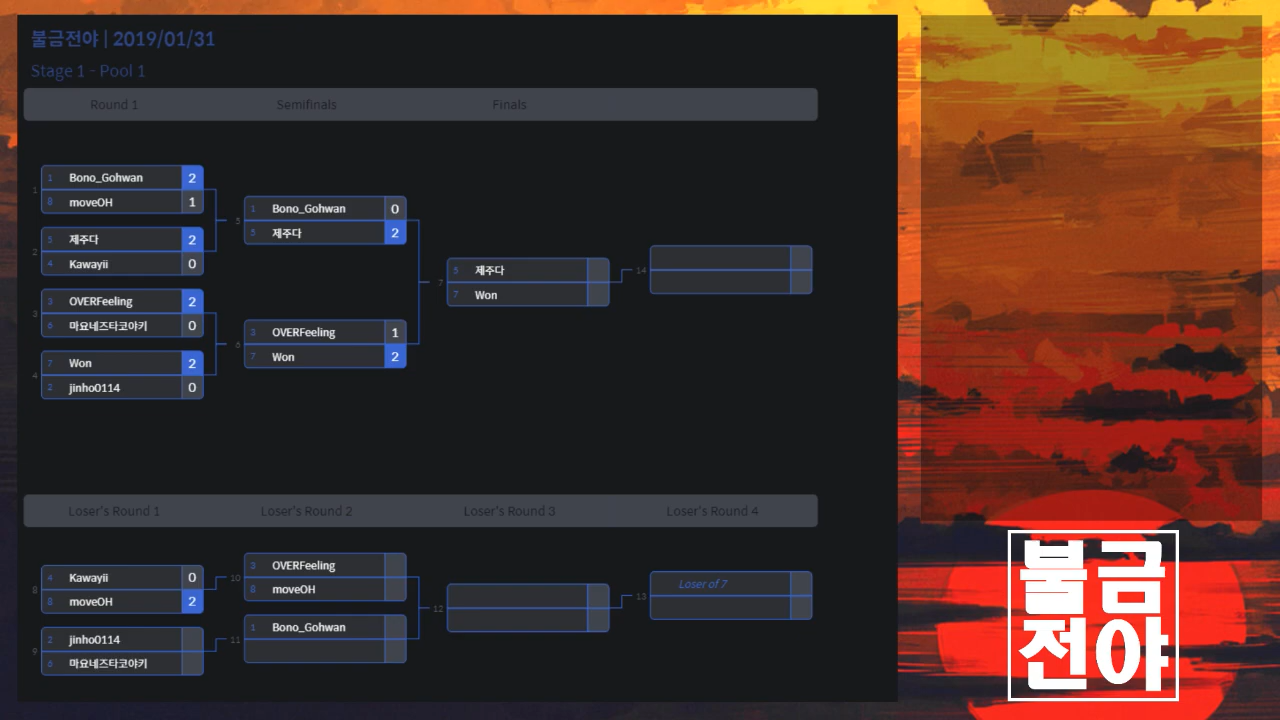 불금전야 | 2019/01/31
Stage 1 - Pool 1
Round 1 Semifinals Finals
1
1 Bono_Gohwan 2
8 moveOH 1
2
5 제주다 2
4 Kawayii 0
3
3 OVERFeeling 2
6 마요네즈타코야키 0
4
7 Won 2
2 jinho0114 0
5
1 Bono_Gohwan 0
5 제주다 2
6
3 OVERFeeling 1
7 Won 2
7
5 제주다
7 Won
14
Loser's Round 1 Loser's Round 2 Loser's Round 3 Loser's Round 4
8
4 Kawayii 0
8 moveOH 2
9
2 jinho0114
6 마요네즈타코야키
10
3 OVERFeeling
8 moveOH
11
1 Bono_Gohwan
12
13
Loser of 7
불금
전야